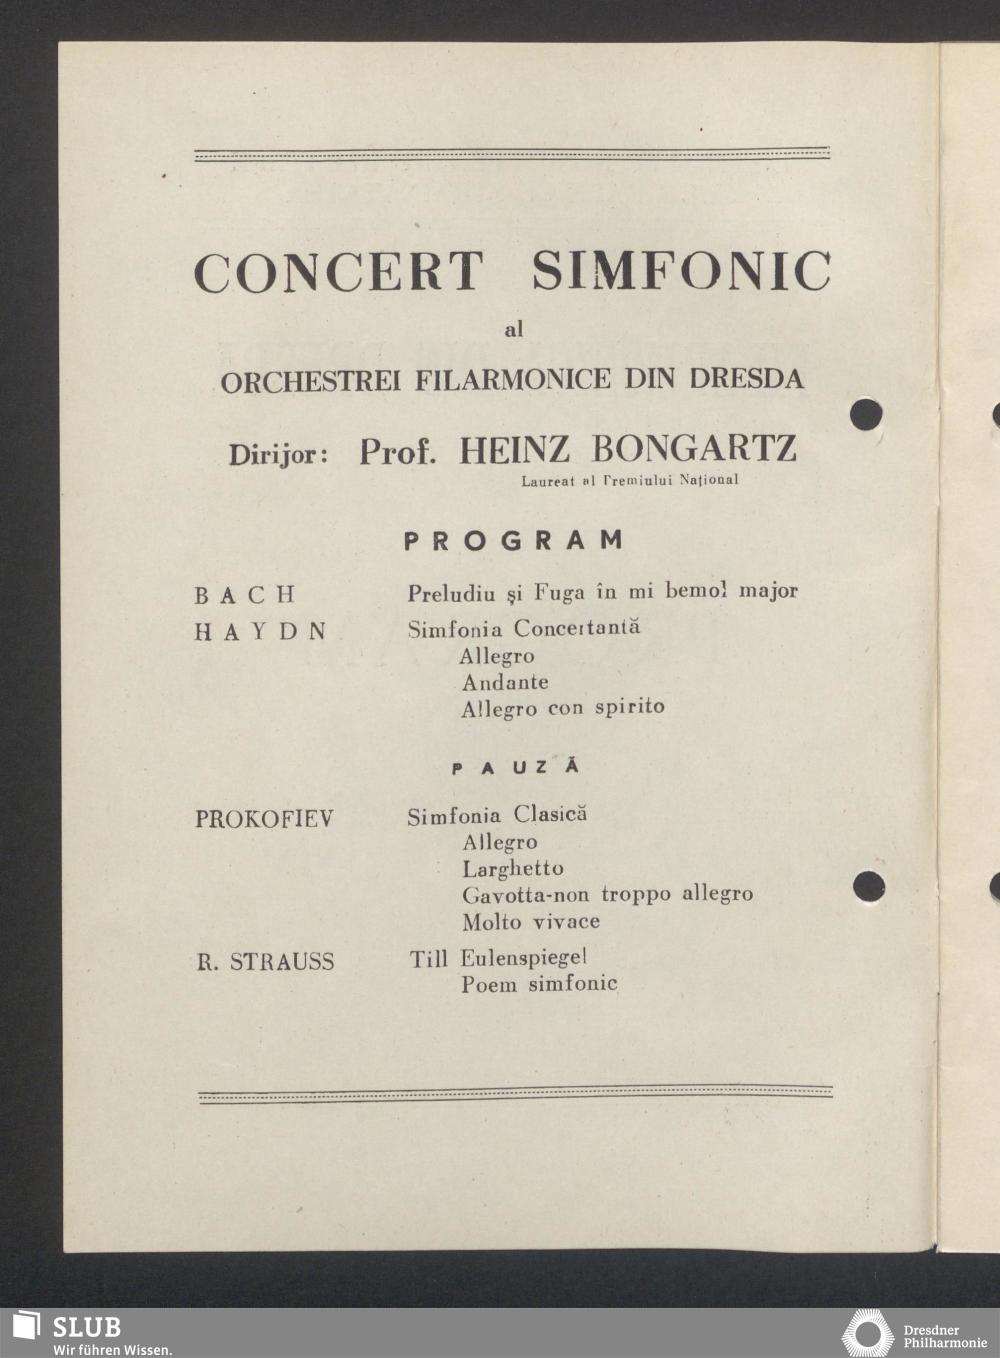 CONCERT SIMFONIC
al
ORCHESTREI FILARMONICE DIN DRESDA
Dirijor: Prof. HEINZ BONGARTZ
Laureat al Premiului Național
PROGRAM
BACH Preludiu și Fuga în mi bemol major
HAYDN Simfonia Concertantă
Allegro
Andante
Allegro con spirito
PAUZĂ
PROKOFIEV Simfonia Clasică
Allegro
Larghetto
Gavotta-non troppo allegro
Molto vivace
R. STRAUSS Till Eulenspiegel
Poem simfonic
SLUB
Wir führen Wissen.
Dresdner
Philharmonie